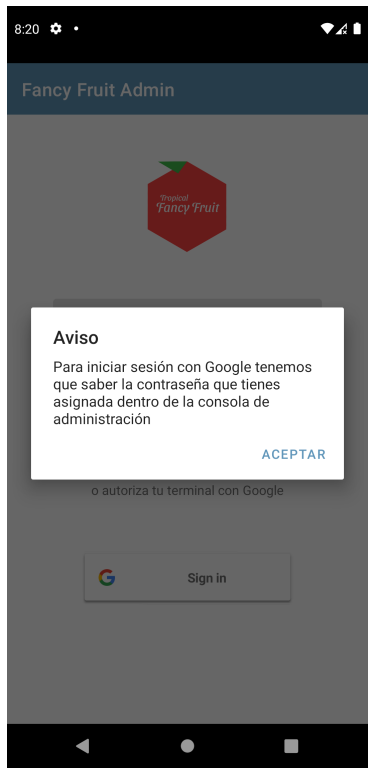 8:20
Fancy Fruit Admin
Tropical
Fancy Fruit
Aviso
Para iniciar sesión con Google tenemos
que saber la contraseña que tienes
asignada dentro de la consola de
administración
ACEPTAR
o autoriza tu terminal con Google
Sign in